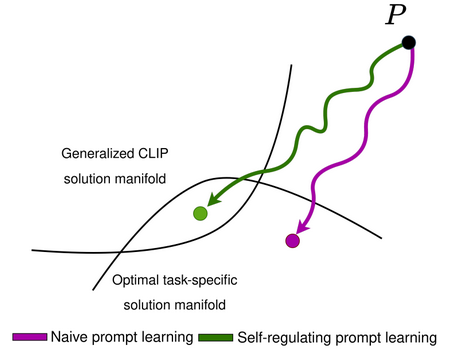 P
Generalized CLIP
solution manifold
Optimal task-specific
solution manifold
Naive prompt learning
Self-regulating prompt learning